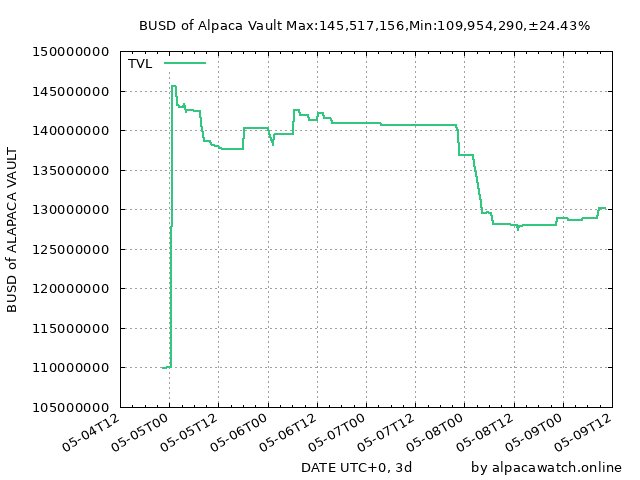 BUSD of Alpaca Vault Max:145,517,156,Min:109,954,290,±24.43%
TVL
150000000
145000000
140000000
135000000
130000000
125000000
120000000
115000000
110000000
105000000
BUSD of ALAPACA VAULT
05-04T12
05-05T00
05-05T12
05-06T00
05-06T12
05-07T00
05-07T12
05-08T00
05-08T12
05-09T00
05-09T12
DATE UTC+0, 3d
by alpacawatch.online